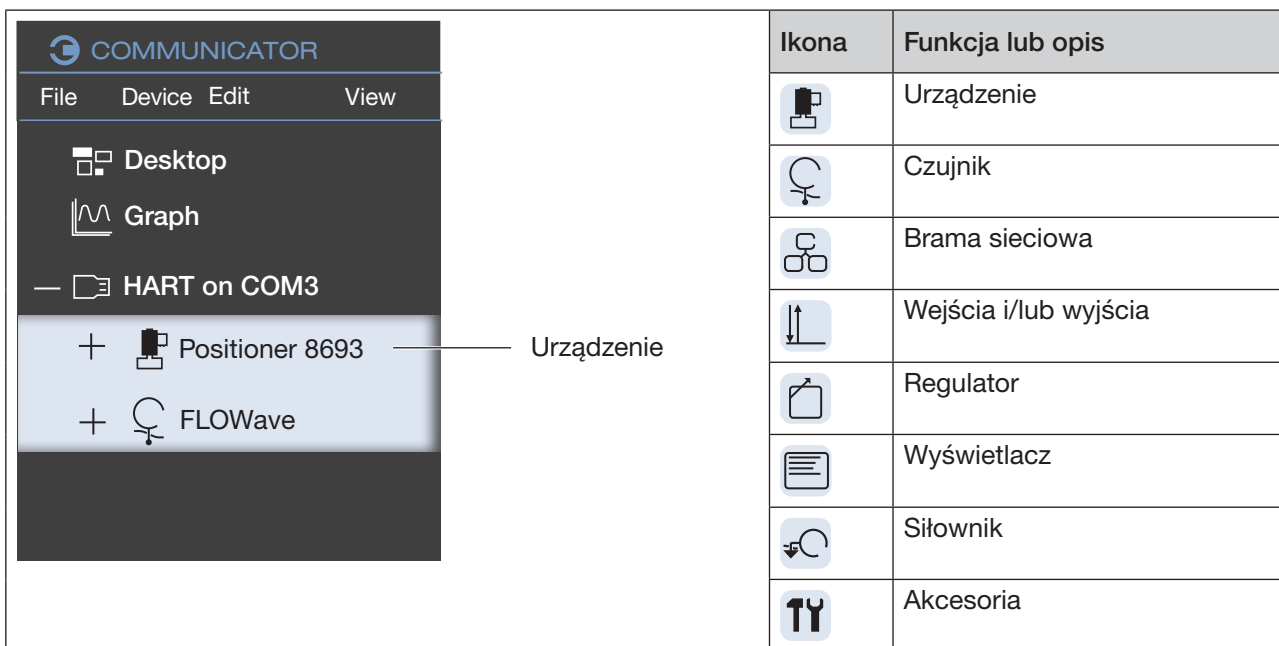 COMMUNICATOR
File Device Edit View
Desktop
Graph
HART on COM3
Positioner 8693
Urządzenie
FLOWave
Ikona Funkcja lub opis
Urządzenie
Czujnik
Brama sieciowa
Wejścia i/lub wyjścia
Regulator
Wyświetlacz
Siłownik
Akcesoria